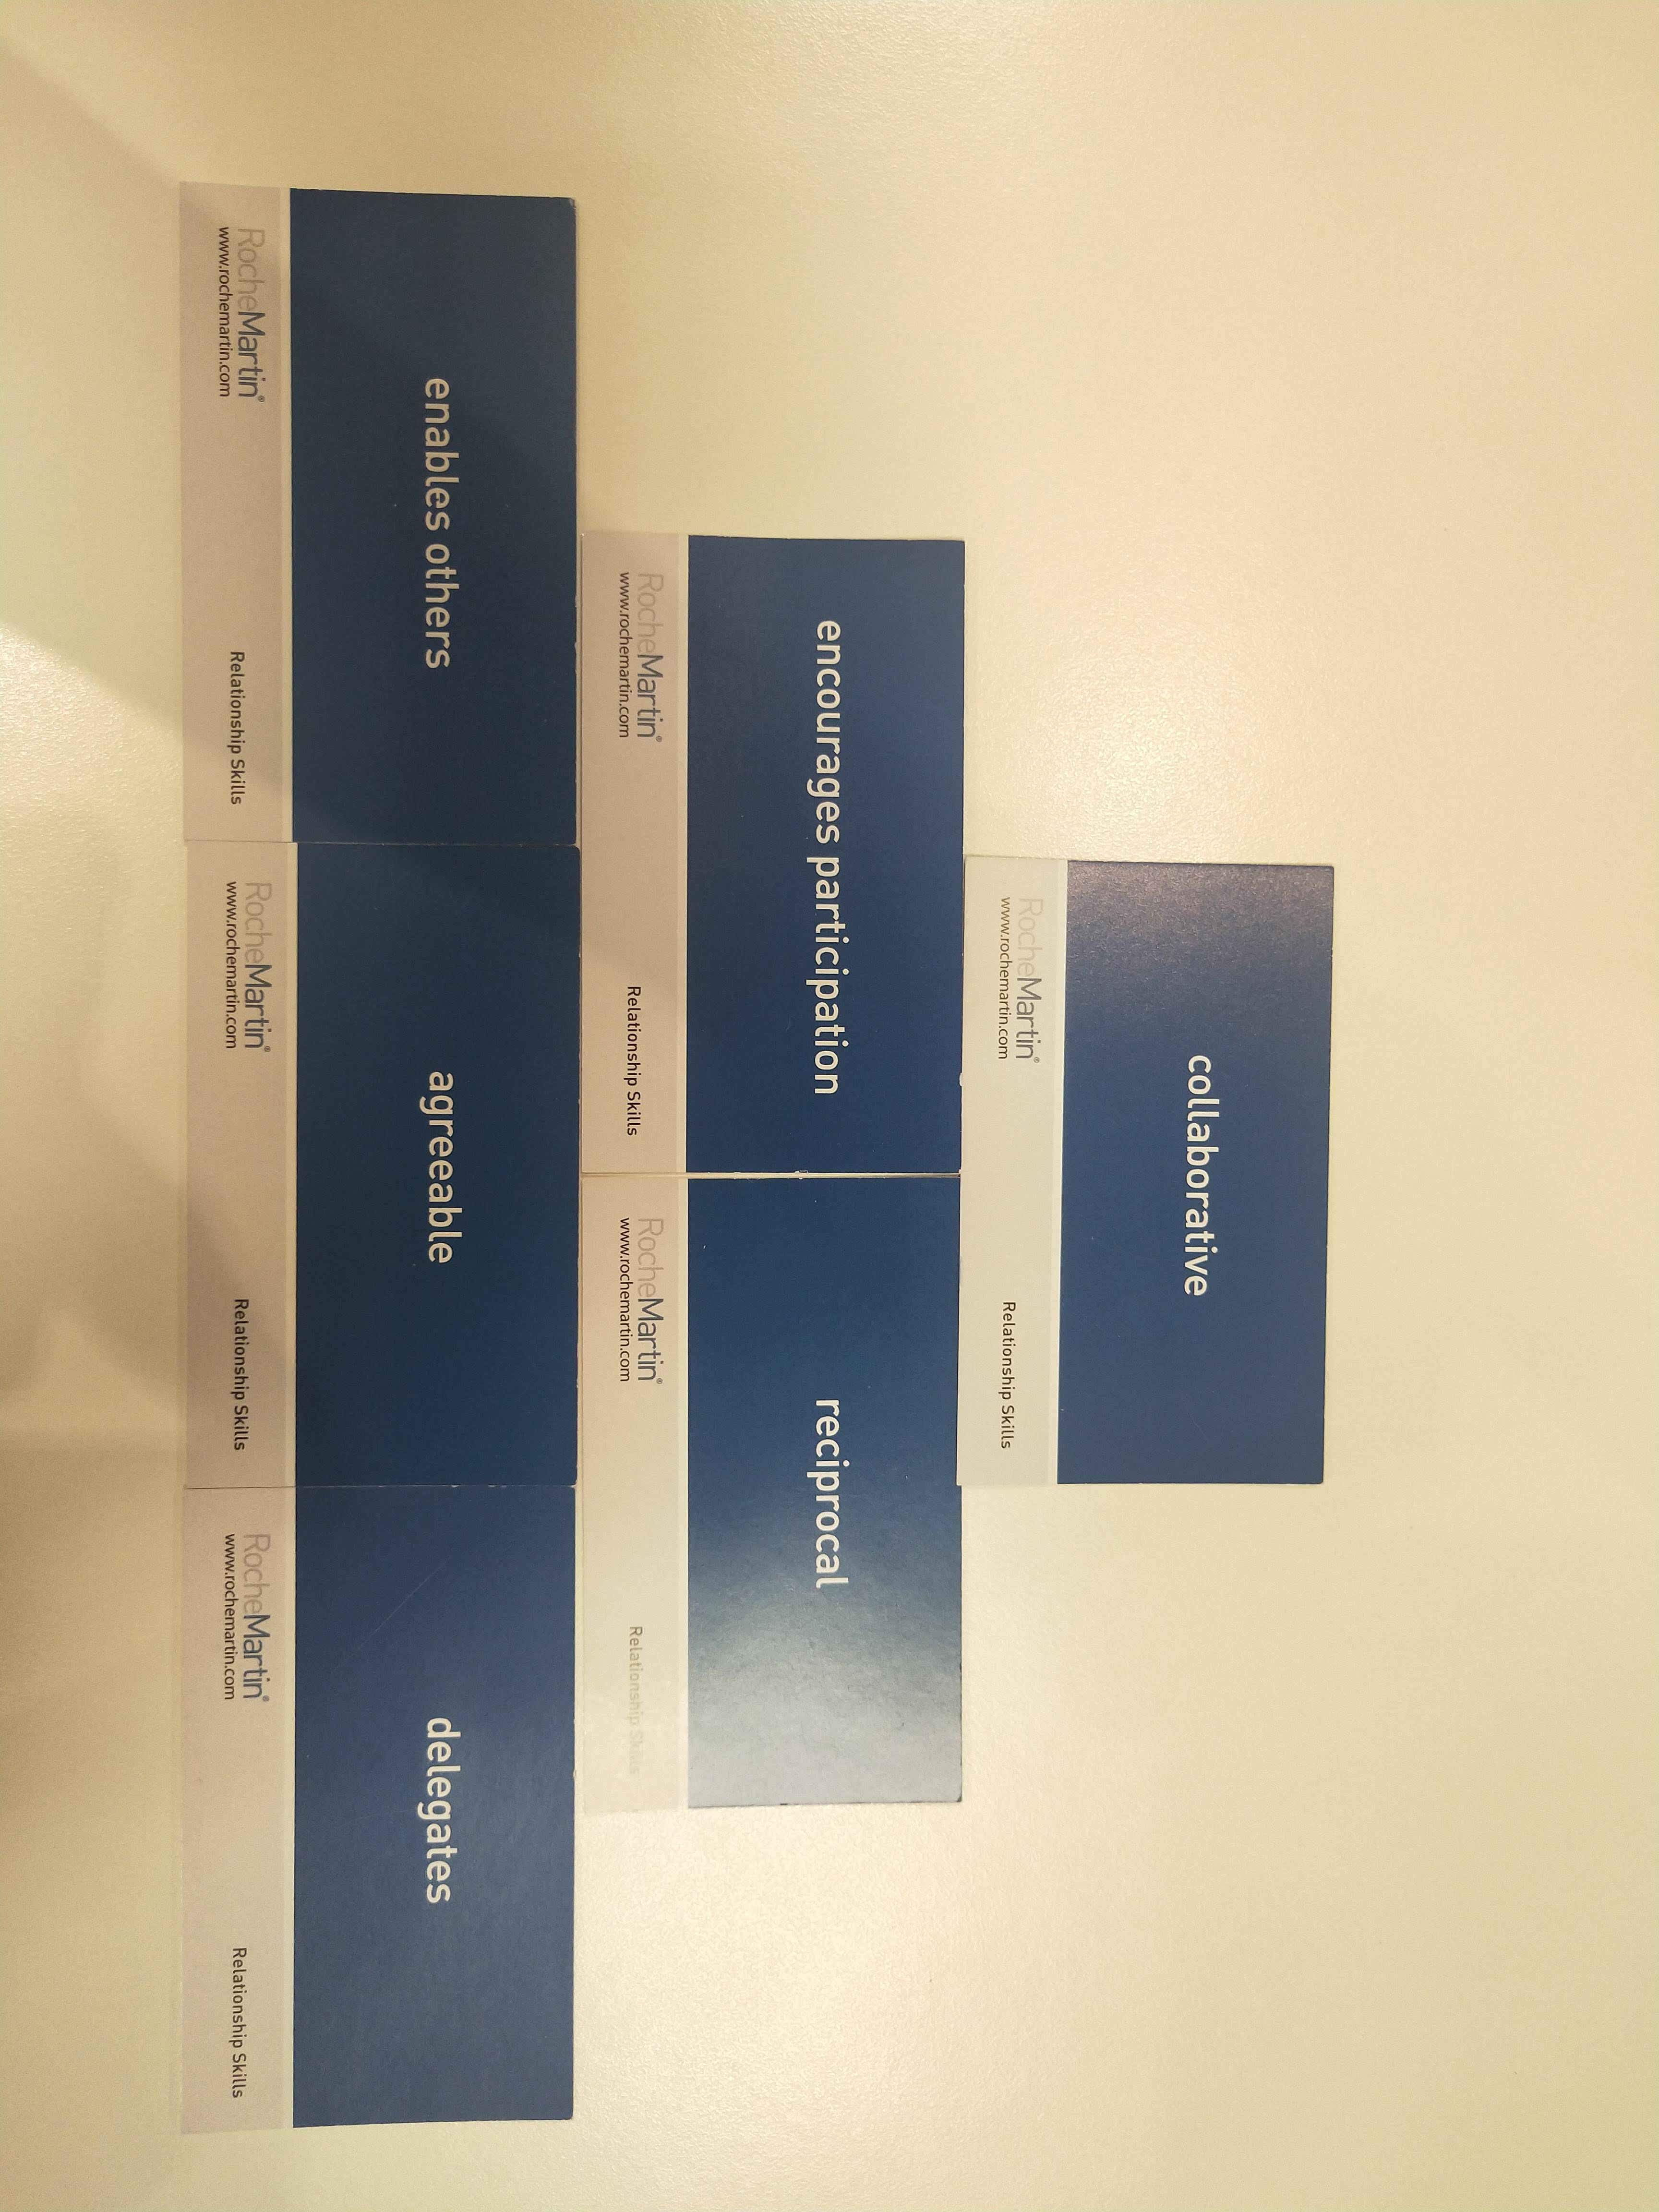 collaborative
RocheMartin®
www.rochemartin.com
Relationship Skills
encourages participation
RocheMartin®
www.rochemartin.com
Relationship Skills
reciprocal
RocheMartin®
www.rochemartin.com
Relationship Skills
enables others
RocheMartin®
www.rochemartin.com
Relationship Skills
agreeable
RocheMartin®
www.rochemartin.com
Relationship Skills
delegates
RocheMartin®
www.rochemartin.com
Relationship Skills